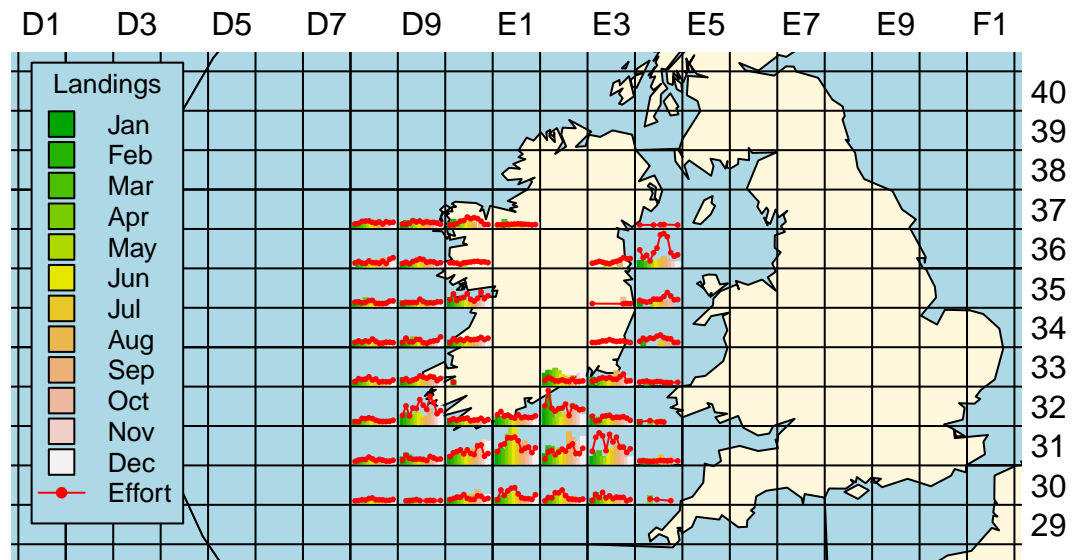 D1 D3 D5 D7 D9 E1 E3 E5 E7 E9 F1
Landings
Jan
Feb
Mar
Apr
May
Jun
Jul
Aug
Sep
Oct
Nov
Dec
Effort
40
39
38
37
36
35
34
33
32
31
30
29